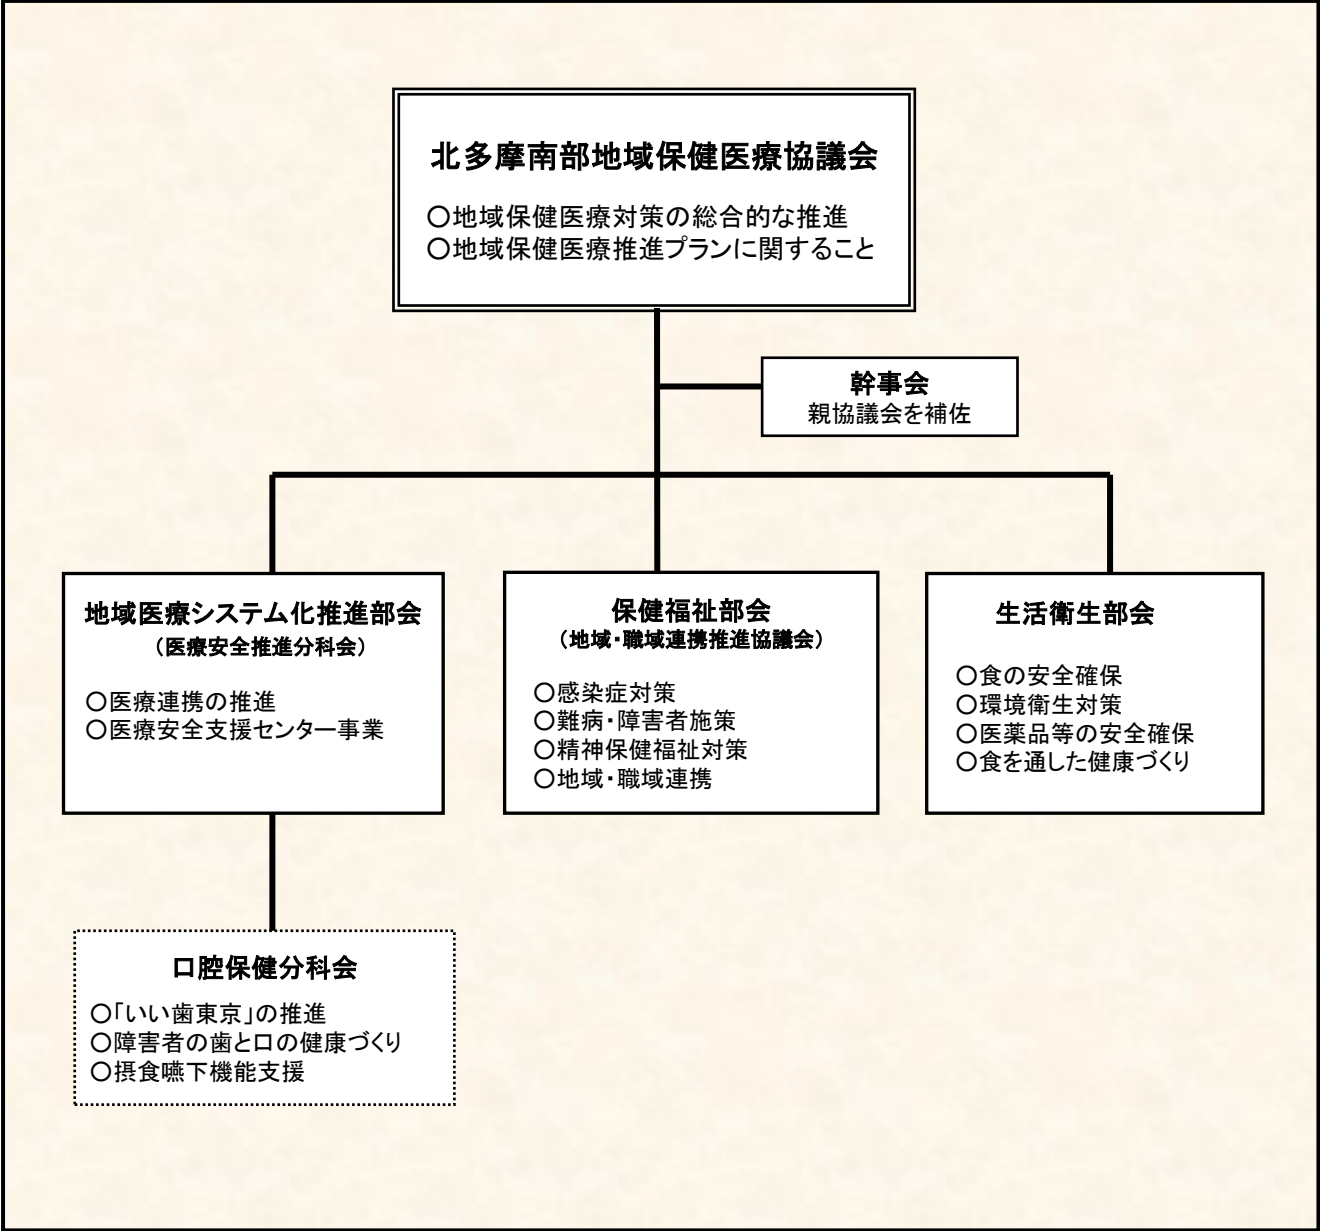 北多摩南部地域保健医療協議会
○地域保健医療対策の総合的な推進
○地域保健医療推進プランに関すること
幹事会
親協議会を補佐
地域医療システム化推進部会
（医療安全推進分科会）
○医療連携の推進
○医療安全支援センター事業
保健福祉部会
（地域・職域連携推進協議会）
○感染症対策
○難病・障害者施策
○精神保健福祉対策
○地域・職域連携
生活衛生部会
○食の安全確保
○環境衛生対策
○医薬品等の安全確保
○食を通した健康づくり
口腔保健分科会
○「いい歯東京」の推進
○障害者の歯と口の健康づくり
○摂食嚥下機能支援